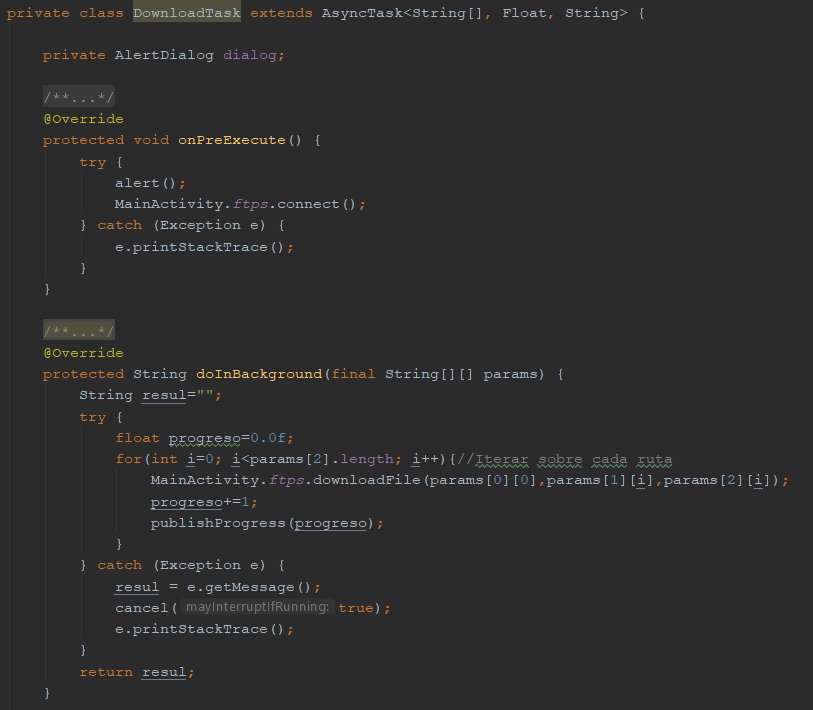 private class DownloadTask extends AsyncTask<String[], Float, String> {
private AlertDialog dialog;
/**...*/
@Override
protected void onPreExecute() {
try {
alert();
MainActivity.ftps.connect();
} catch (Exception e) {
e.printStackTrace();
}
}
/**...*/
@Override
protected String doInBackground(final String[][] params) {
String resul="";
try {
float progreso=0.0f;
for(int i=0; i<params[2].length; i++){//Iterar sobre cada ruta
MainActivity.ftps.downloadFile(params[0][0],params[1][i],params[2][i]);
progreso+=1;
publishProgress(progreso);
}
} catch (Exception e) {
resul = e.getMessage();
cancel( mayInterruptIfRunning: true);
e.printStackTrace();
}
return resul;
}